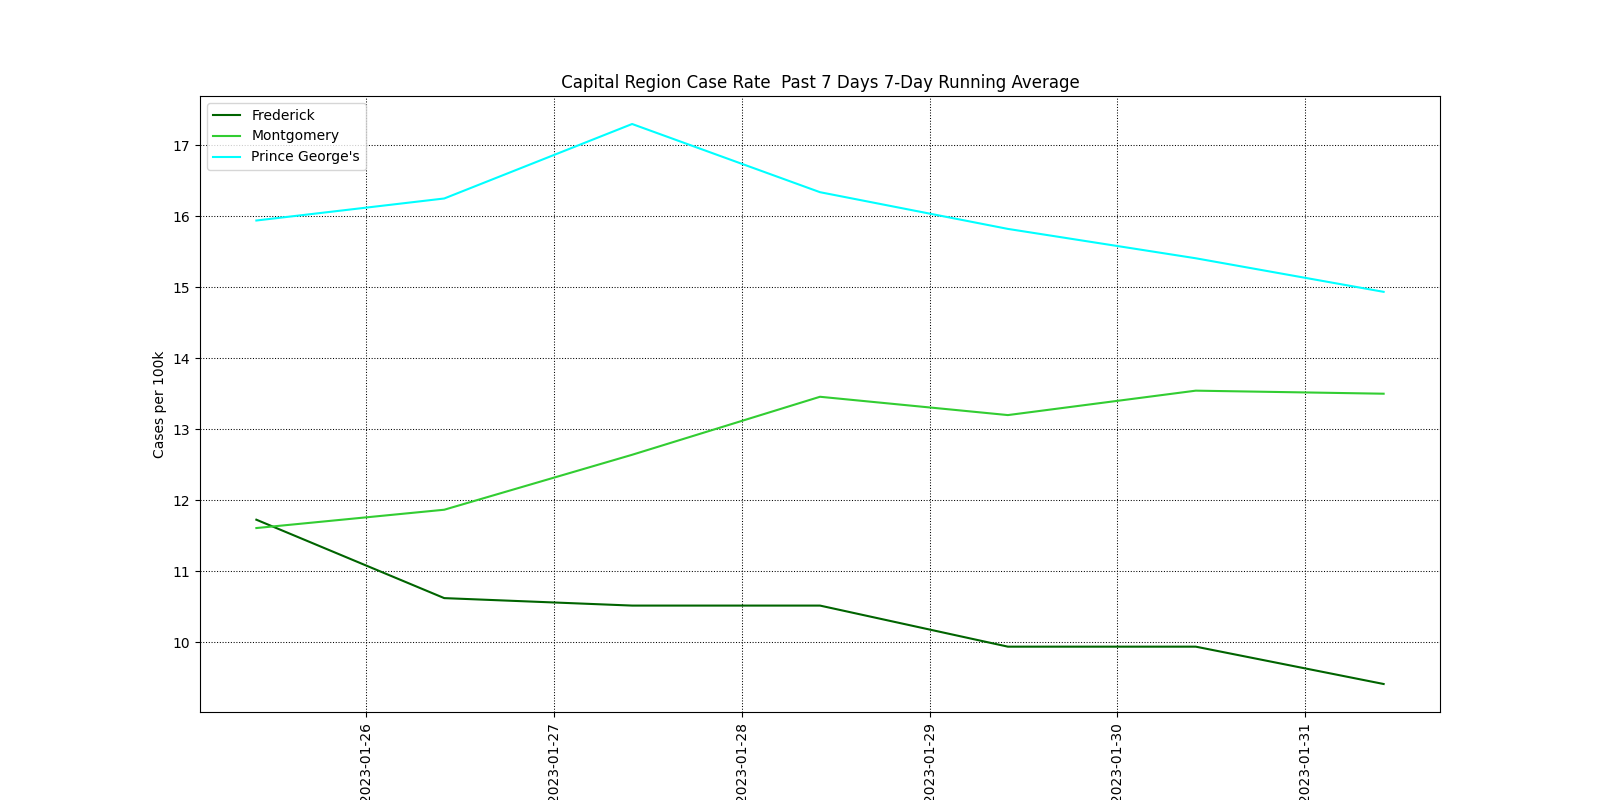 Capital Region Case Rate  Past 7 Days 7-Day Running Average
Frederick
Montgomery
Prince George's
17
16
15
14
13
12
11
10
Cases per 100k
2023-01-26
2023-01-27
2023-01-28
2023-01-29
2023-01-30
2023-01-31